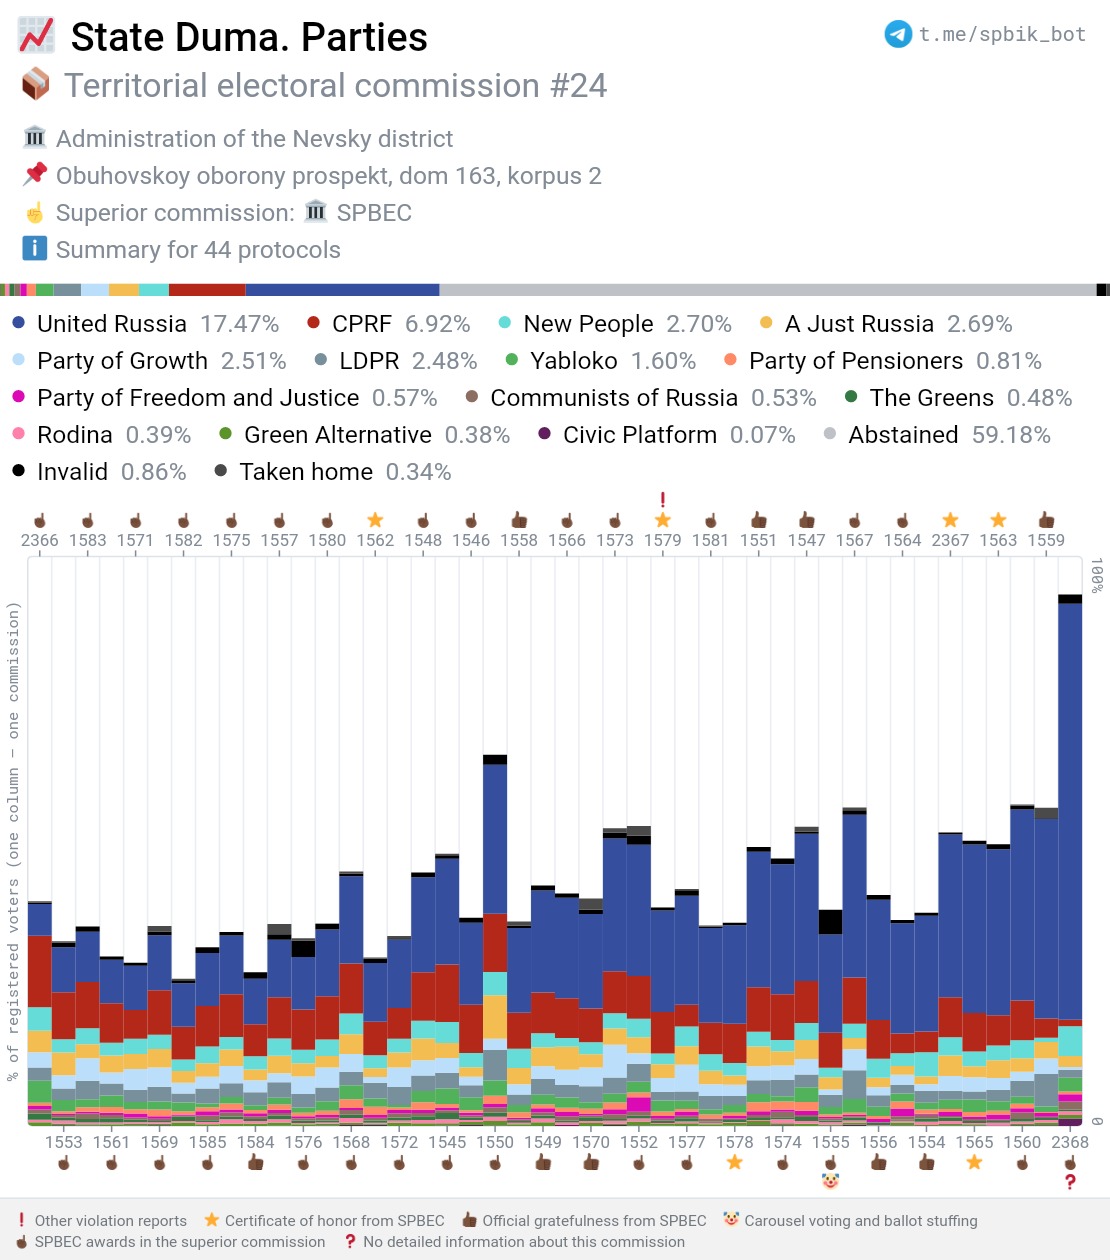 State Duma. Parties
t.me/spbik_bot
Territorial electoral commission #24
Administration of the Nevsky district
Obuhovskoy oborony prospekt, dom 163, korpus 2
Superior commission: SPBEC
Summary for 44 protocols
United Russia 17.47% CPRF 6.92% New People 2.70% A Just Russia 2.69%
Party of Growth 2.51% LDPR 2.48% Yabloko 1.60% Party of Pensioners 0.81%
Party of Freedom and Justice 0.57% Communists of Russia 0.53% The Greens 0.48%
Rodina 0.39% Green Alternative 0.38% Civic Platform 0.07% Abstained 59.18%
Invalid 0.86% Taken home 0.34%
2366 1583 1571 1582 1575 1557 1580 1562 1548 1546 1558 1566 1573 1579 1581 1551 1547 1567 1564 2367 1563 1559
100%
% of registered voters (one column – one commission)
0
1553 1561 1569 1585 1584 1576 1568 1572 1545 1550 1549 1570 1552 1577 1578 1574 1555 1556 1554 1565 1560 2368
Other violation reports Certificate of honor from SPBEC Official gratefulness from SPBEC Carousel voting and ballot stuffing
SPBEC awards in the superior commission No detailed information about this commission